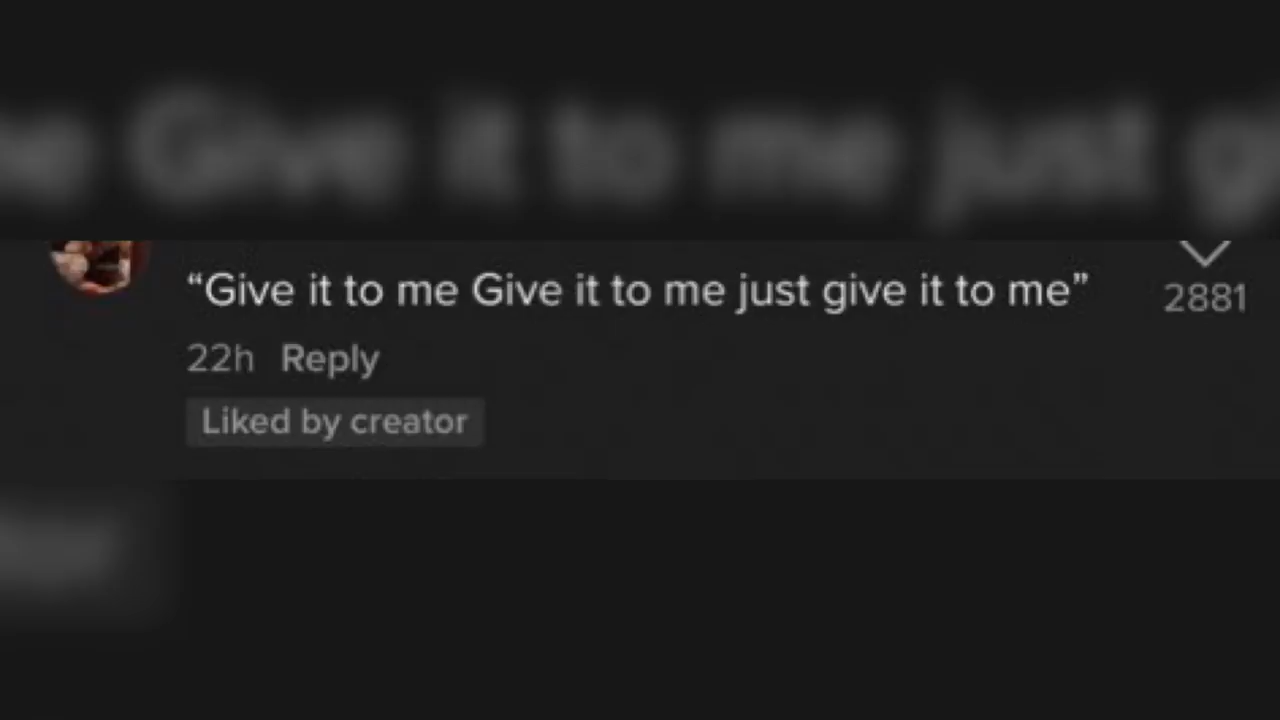 “Give it to me Give it to me just give it to me”
2881
22h Reply
Liked by creator